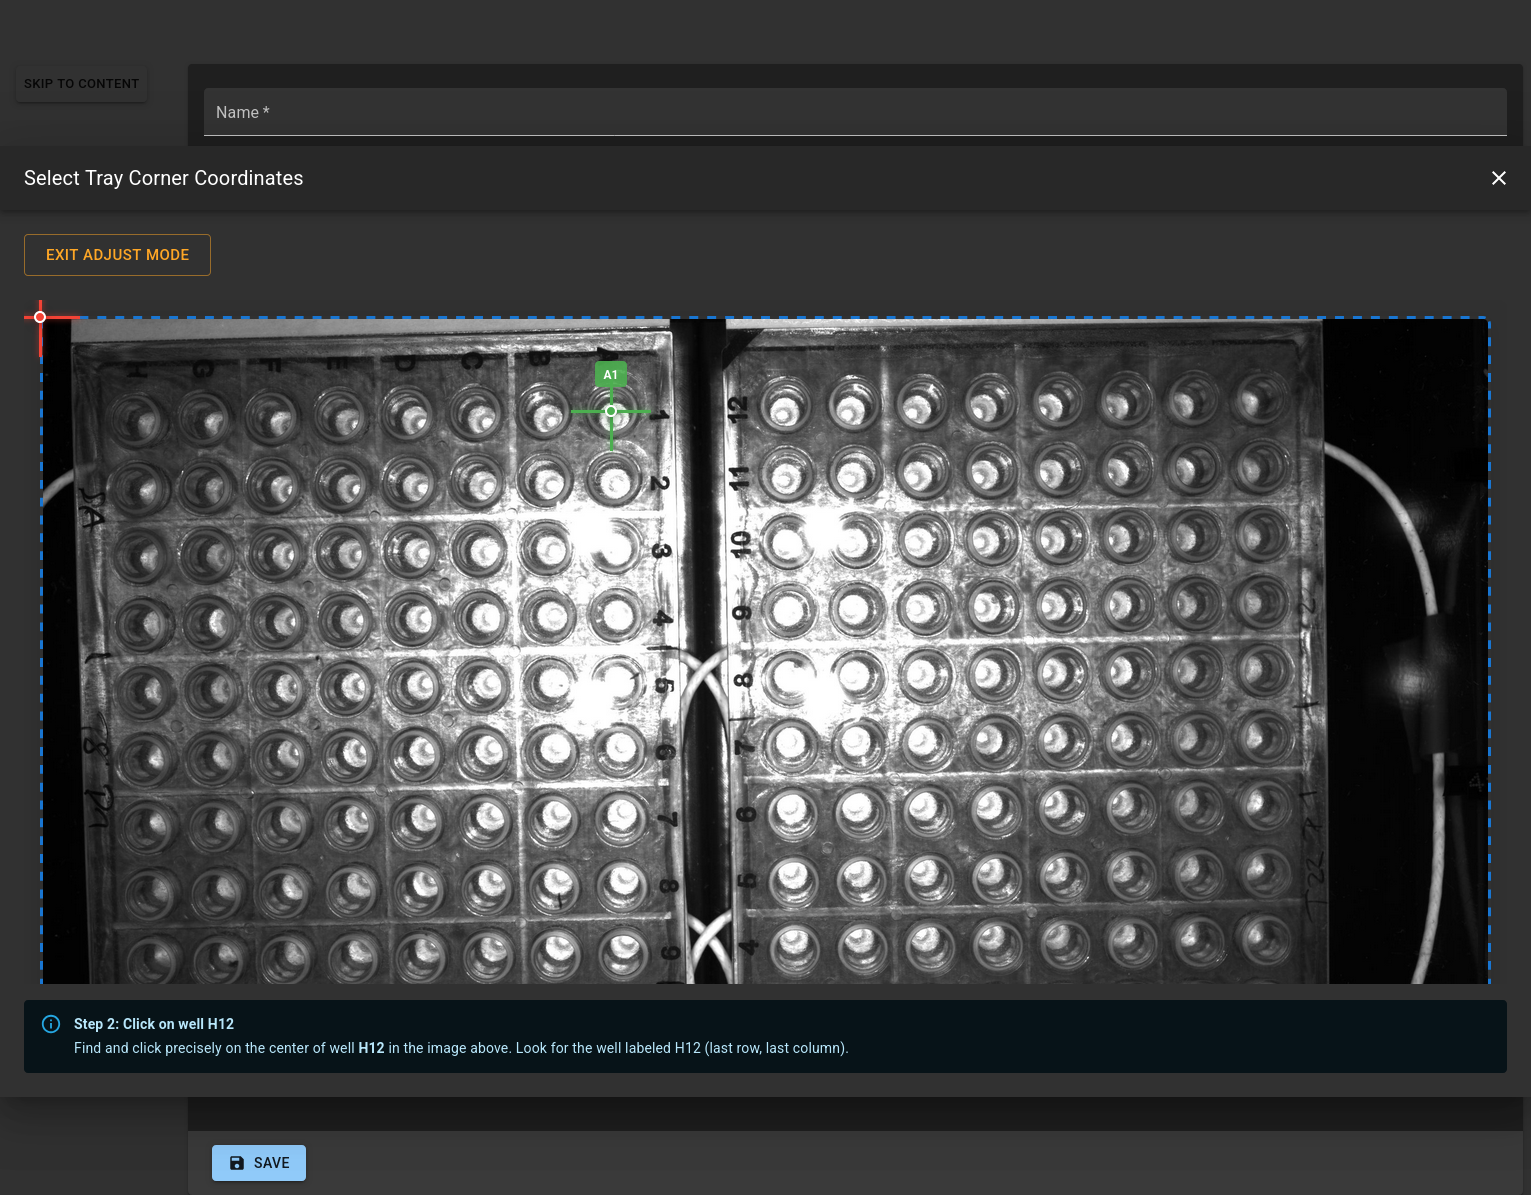 SKIP TO CONTENT
Name *
Select Tray Corner Coordinates
EXIT ADJUST MODE
H G F E D C B A
A1
1
12
2
11
3
10
4
9
5
8
6
7
7
6
8
5
9
4
Step 2: Click on well H12
Find and click precisely on the center of well H12 in the image above. Look for the well labeled H12 (last row, last column).
SAVE